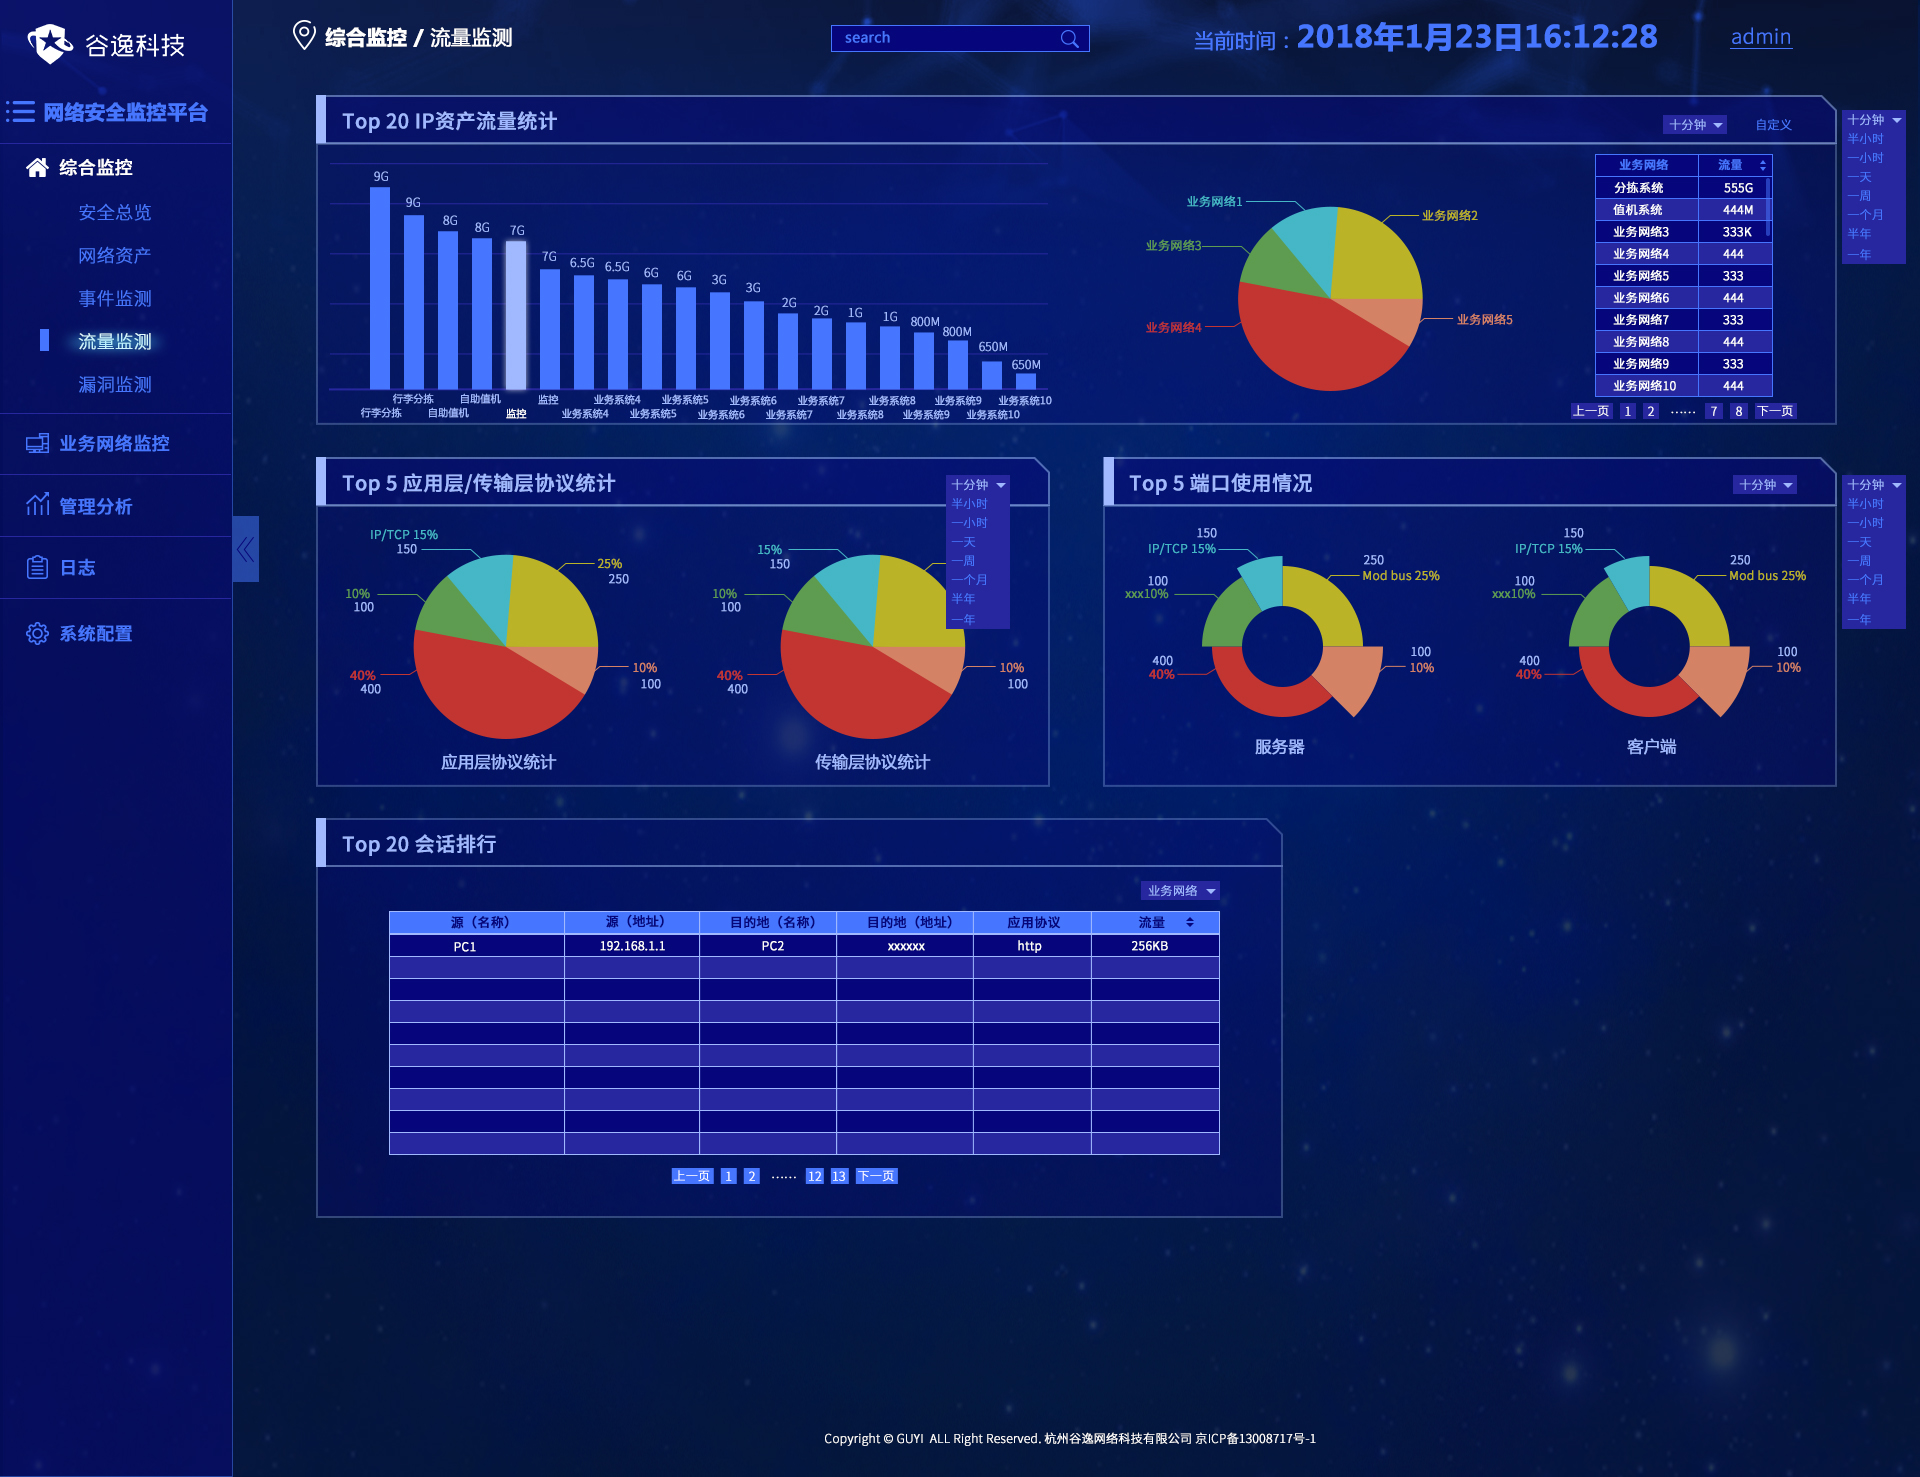 谷逸科技
网络安全监控平台
综合监控
安全总览
网络资产
事件监测
流量监测
漏洞监测
业务网络监控
管理分析
日志
系统配置
综合监控 / 流量监测
search
当前时间：2018年1月23日16:12:28
admin
Top 20 IP资产流量统计
十分钟
自定义
9G
9G
8G
8G
7G
7G
6.5G
6.5G
6G
6G
3G
3G
2G
2G
1G
1G
800M
800M
650M
650M
行李分拣
行李分拣
自助值机
自助值机
监控
监控
业务系统4
业务系统4
业务系统5
业务系统5
业务系统6
业务系统6
业务系统7
业务系统7
业务系统8
业务系统8
业务系统9
业务系统9
业务系统10
业务系统10
业务网络1
业务网络2
业务网络3
业务网络4
业务网络5
业务网络 流量
分拣系统 555G
值机系统 444M
业务网络3 333K
业务网络4 444
业务网络5 333
业务网络6 444
业务网络7 333
业务网络8 444
业务网络9 333
业务网络10 444
上一页 1 2 …… 7 8 下一页
十分钟
半小时
一小时
一天
一周
一个月
半年
一年
Top 5 应用层/传输层协议统计
十分钟
半小时
一小时
一天
一周
一个月
半年
一年
IP/TCP 15%
150
25%
250
10%
100
40%
400
10%
100
应用层协议统计
15%
150
10%
100
40%
400
10%
100
传输层协议统计
Top 5 端口使用情况
十分钟
150
IP/TCP 15%
250
Mod bus 25%
100
xxx10%
400
40%
100
10%
服务器
150
IP/TCP 15%
250
Mod bus 25%
100
xxx10%
400
40%
100
10%
客户端
十分钟
半小时
一小时
一天
一周
一个月
半年
一年
Top 20 会话排行
业务网络
源（名称） 源（地址） 目的地（名称） 目的地（地址） 应用协议 流量
PC1 192.168.1.1 PC2 xxxxxx http 256KB
上一页 1 2 …… 12 13 下一页
Copyright © GUYI ALL Right Reserved. 杭州谷逸网络科技有限公司 京ICP备13008717号-1